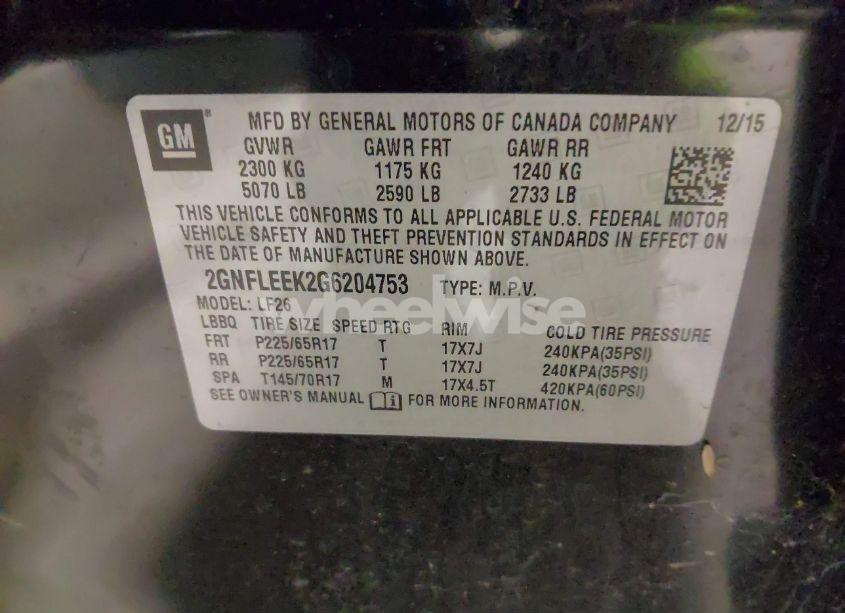 GM ® MFD BY GENERAL MOTORS OF CANADA COMPANY 12/15
GVWR GAWR FRT GAWR RR
2300 KG 1175 KG 1240 KG
5070 LB 2590 LB 2733 LB
THIS VEHICLE CONFORMS TO ALL APPLICABLE U.S. FEDERAL MOTOR
VEHICLE SAFETY AND THEFT PREVENTION STANDARDS IN EFFECT ON
THE DATE OF MANUFACTURE SHOWN ABOVE.
2GNFLEEK2G6204753 TYPE: M.P.V.
MODEL: LF26
wheelwise
LBBQ TIRE SIZE SPEED RTG RIM COLD TIRE PRESSURE
FRT P225/65R17 T 17X7J 240KPA(35PSI)
RR P225/65R17 T 17X7J 240KPA(35PSI)
SPA T145/70R17 M 17X4.5T 420KPA(60PSI)
SEE OWNER'S MANUAL FOR MORE INFORMATION.